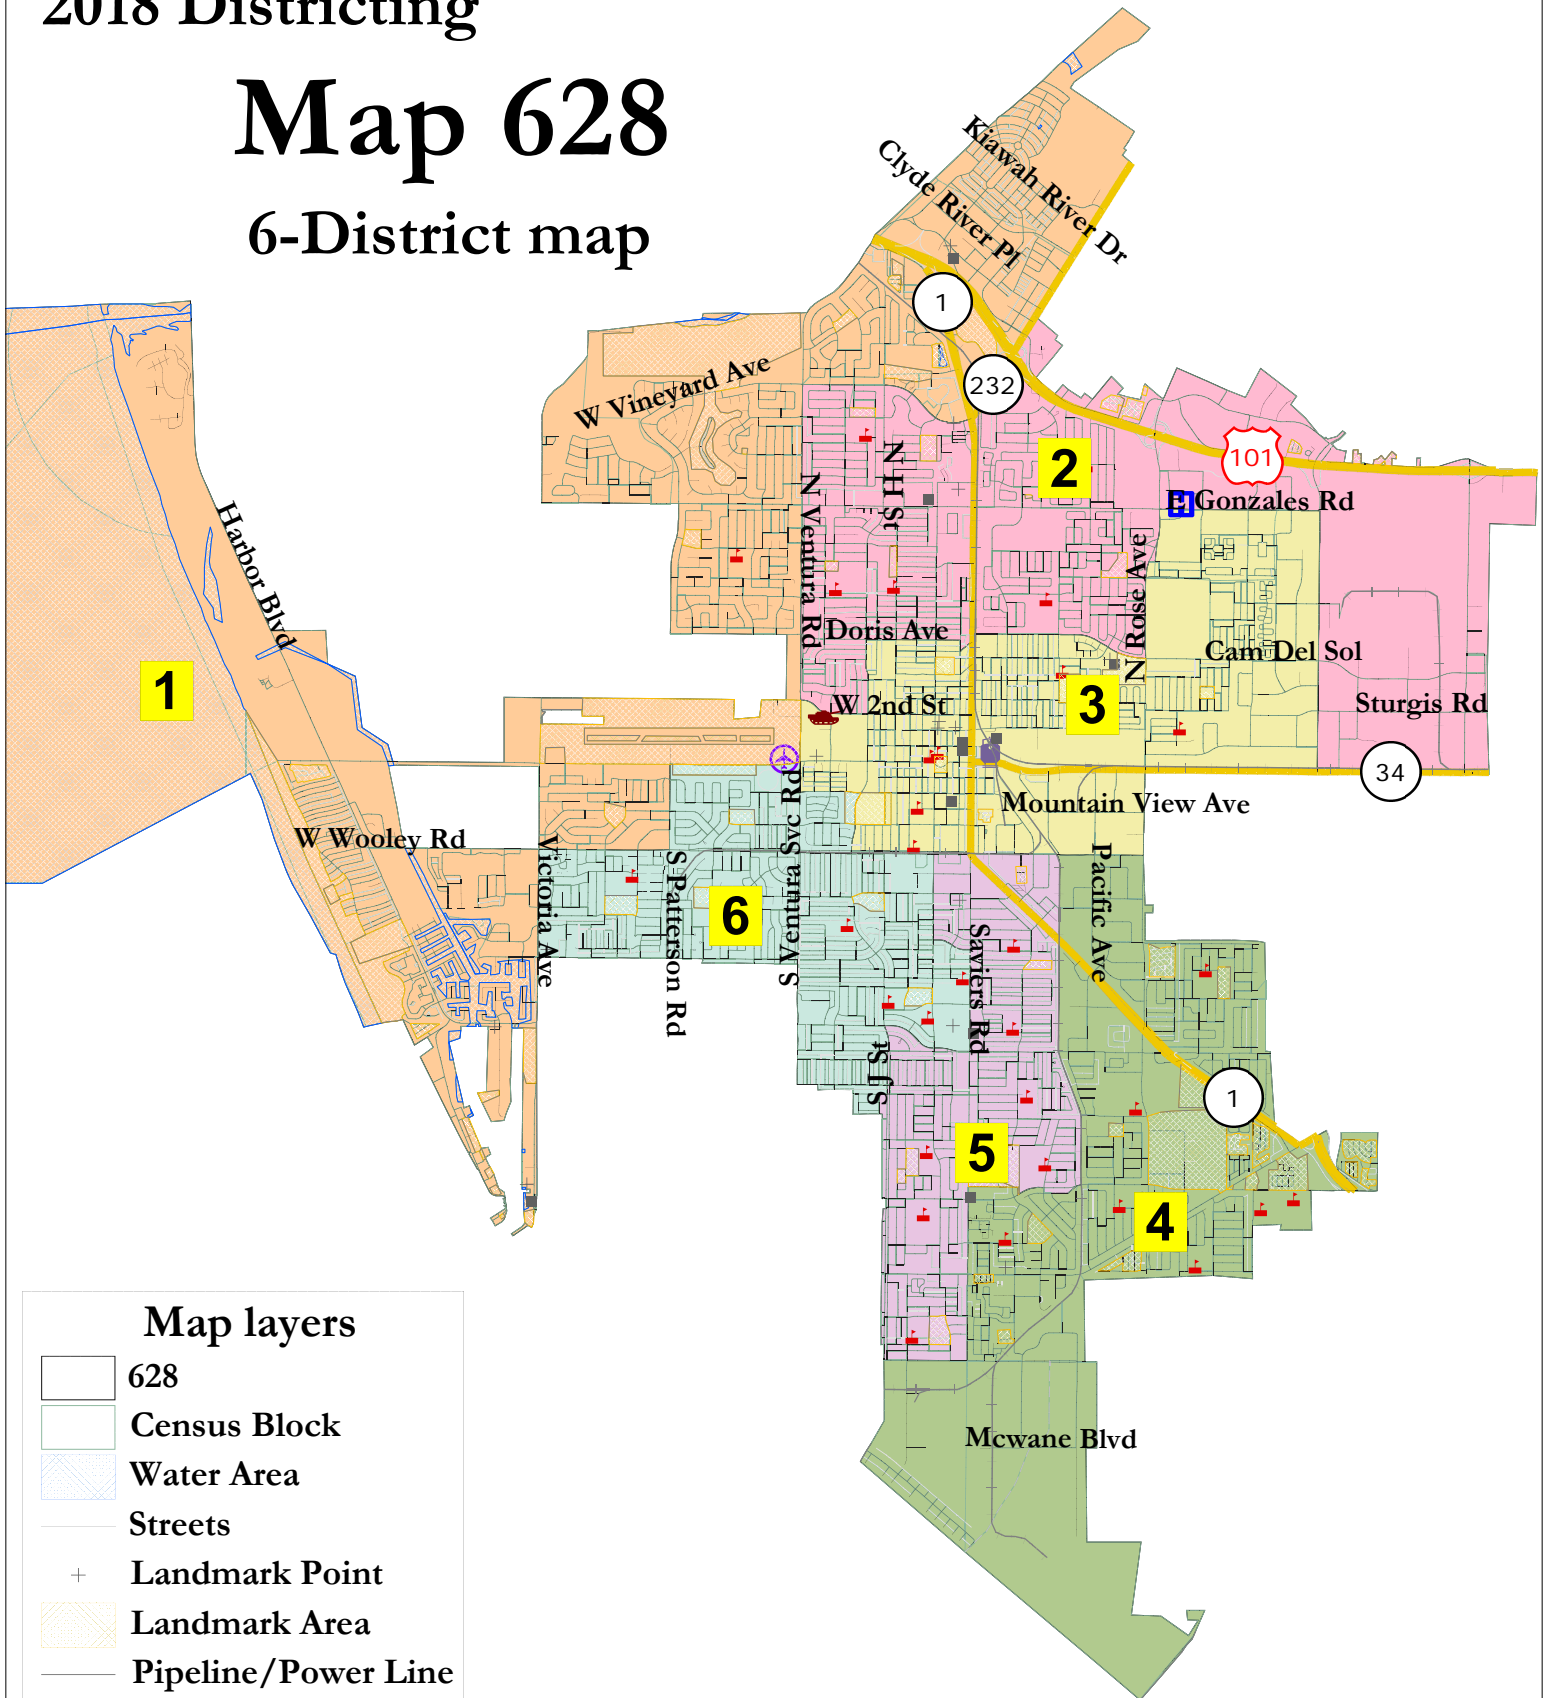 2018 Districting
Map 628
6-District map
Kiawah River Dr
Clyde River Pl
1
232
W Vineyard Ave
N H St
2
101
H
E Gonzales Rd
N Ventura Rd
Harbor Blvd
N Rose Ave
Doris Ave
Cam Del Sol
1
W 2nd St
3
Sturgis Rd
34
Mountain View Ave
W Wooley Rd
Victoria Ave
S Patterson Rd
S Ventura Svc Rd
Pacific Ave
6
Saviers Rd
S J St
1
5
4
Mcwane Blvd
Map layers
628
Census Block
Water Area
Streets
Landmark Point
Landmark Area
Pipeline/Power Line